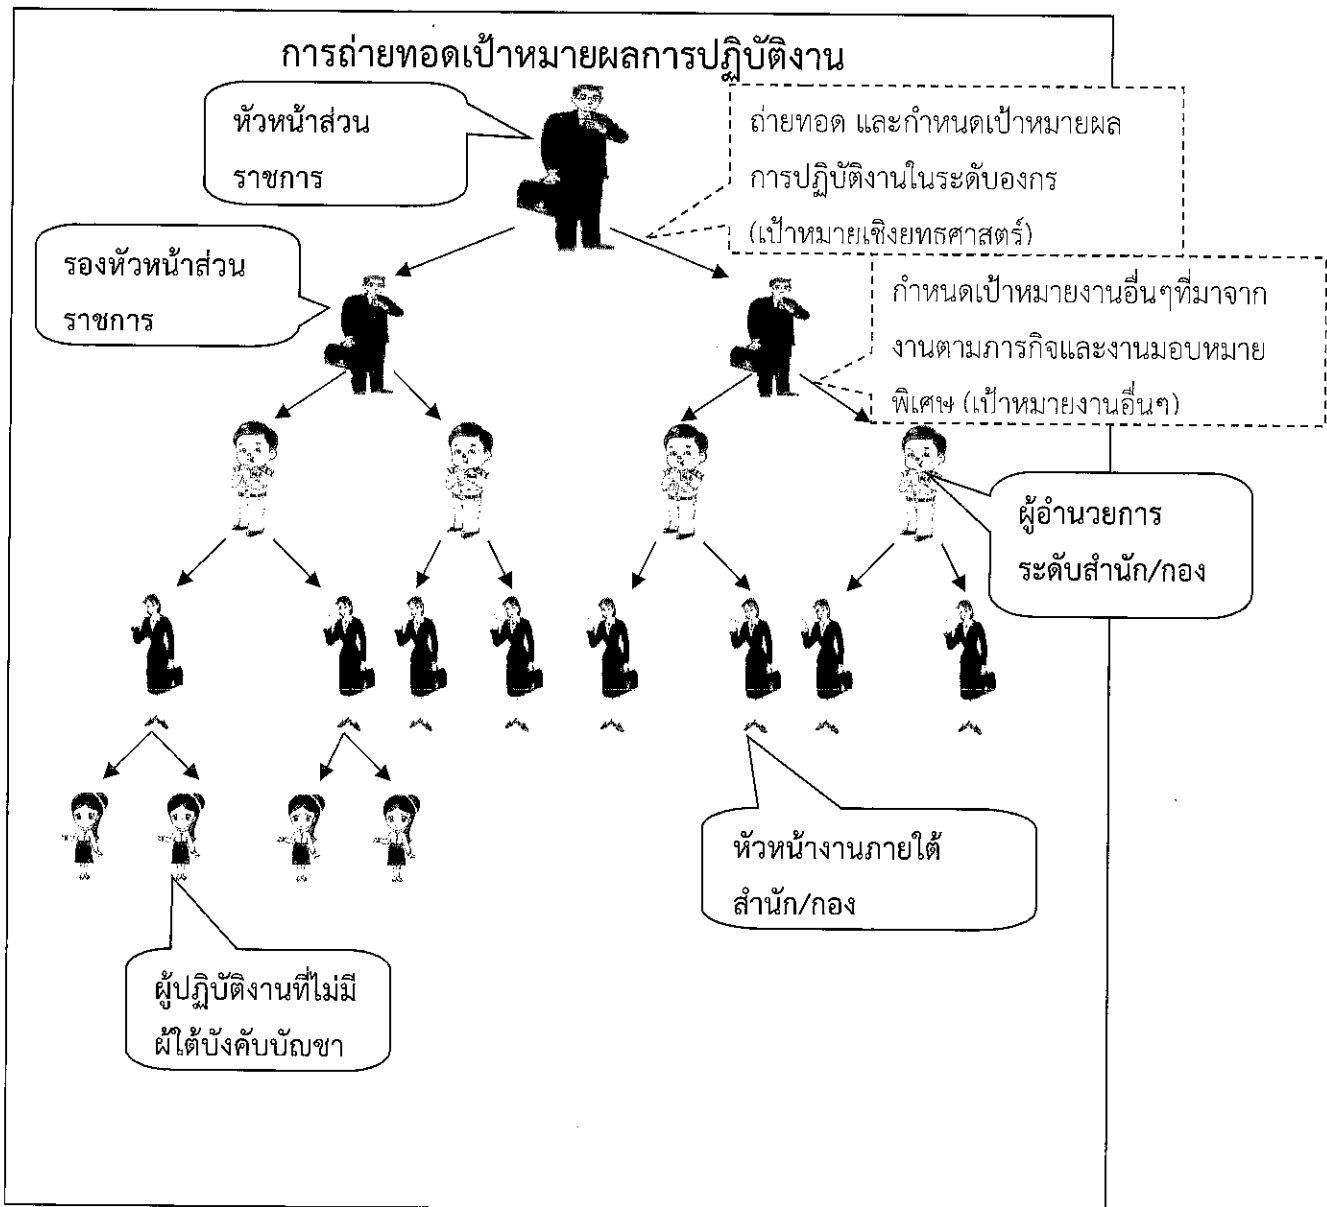 การถ่ายทอดเป้าหมายผลการปฏิบัติงาน
หัวหน้าส่วน
ราชการ
ถ่ายทอด และกำหนดเป้าหมายผล
การปฏิบัติงานในระดับองกร
(เป้าหมายเชิงยทธศาสตร์)
รองหัวหน้าส่วน
ราชการ
กำหนดเป้าหมายงานอื่นๆที่มาจาก
งานตามภารกิจและงานมอบหมาย
พิเศษ (เป้าหมายงานอื่นๆ)
ผู้อำนวยการ
ระดับสำนัก/กอง
หัวหน้างานภายใต้
สำนัก/กอง
ผู้ปฏิบัติงานที่ไม่มี
ผู้ใต้บังคับบัญชา